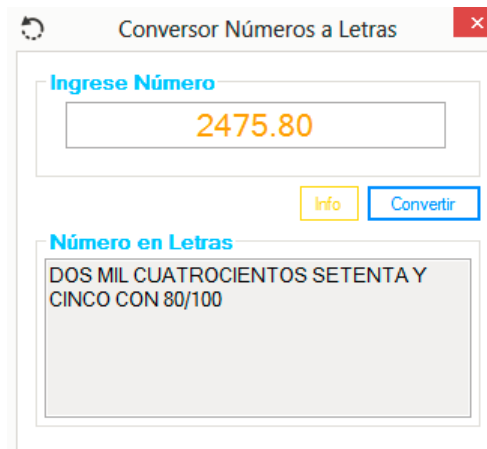 Conversor Números a Letras
Ingrese Número
2475.80
Info
Convertir
Número en Letras
DOS MIL CUATROCIENTOS SETENTA Y
CINCO CON 80/100